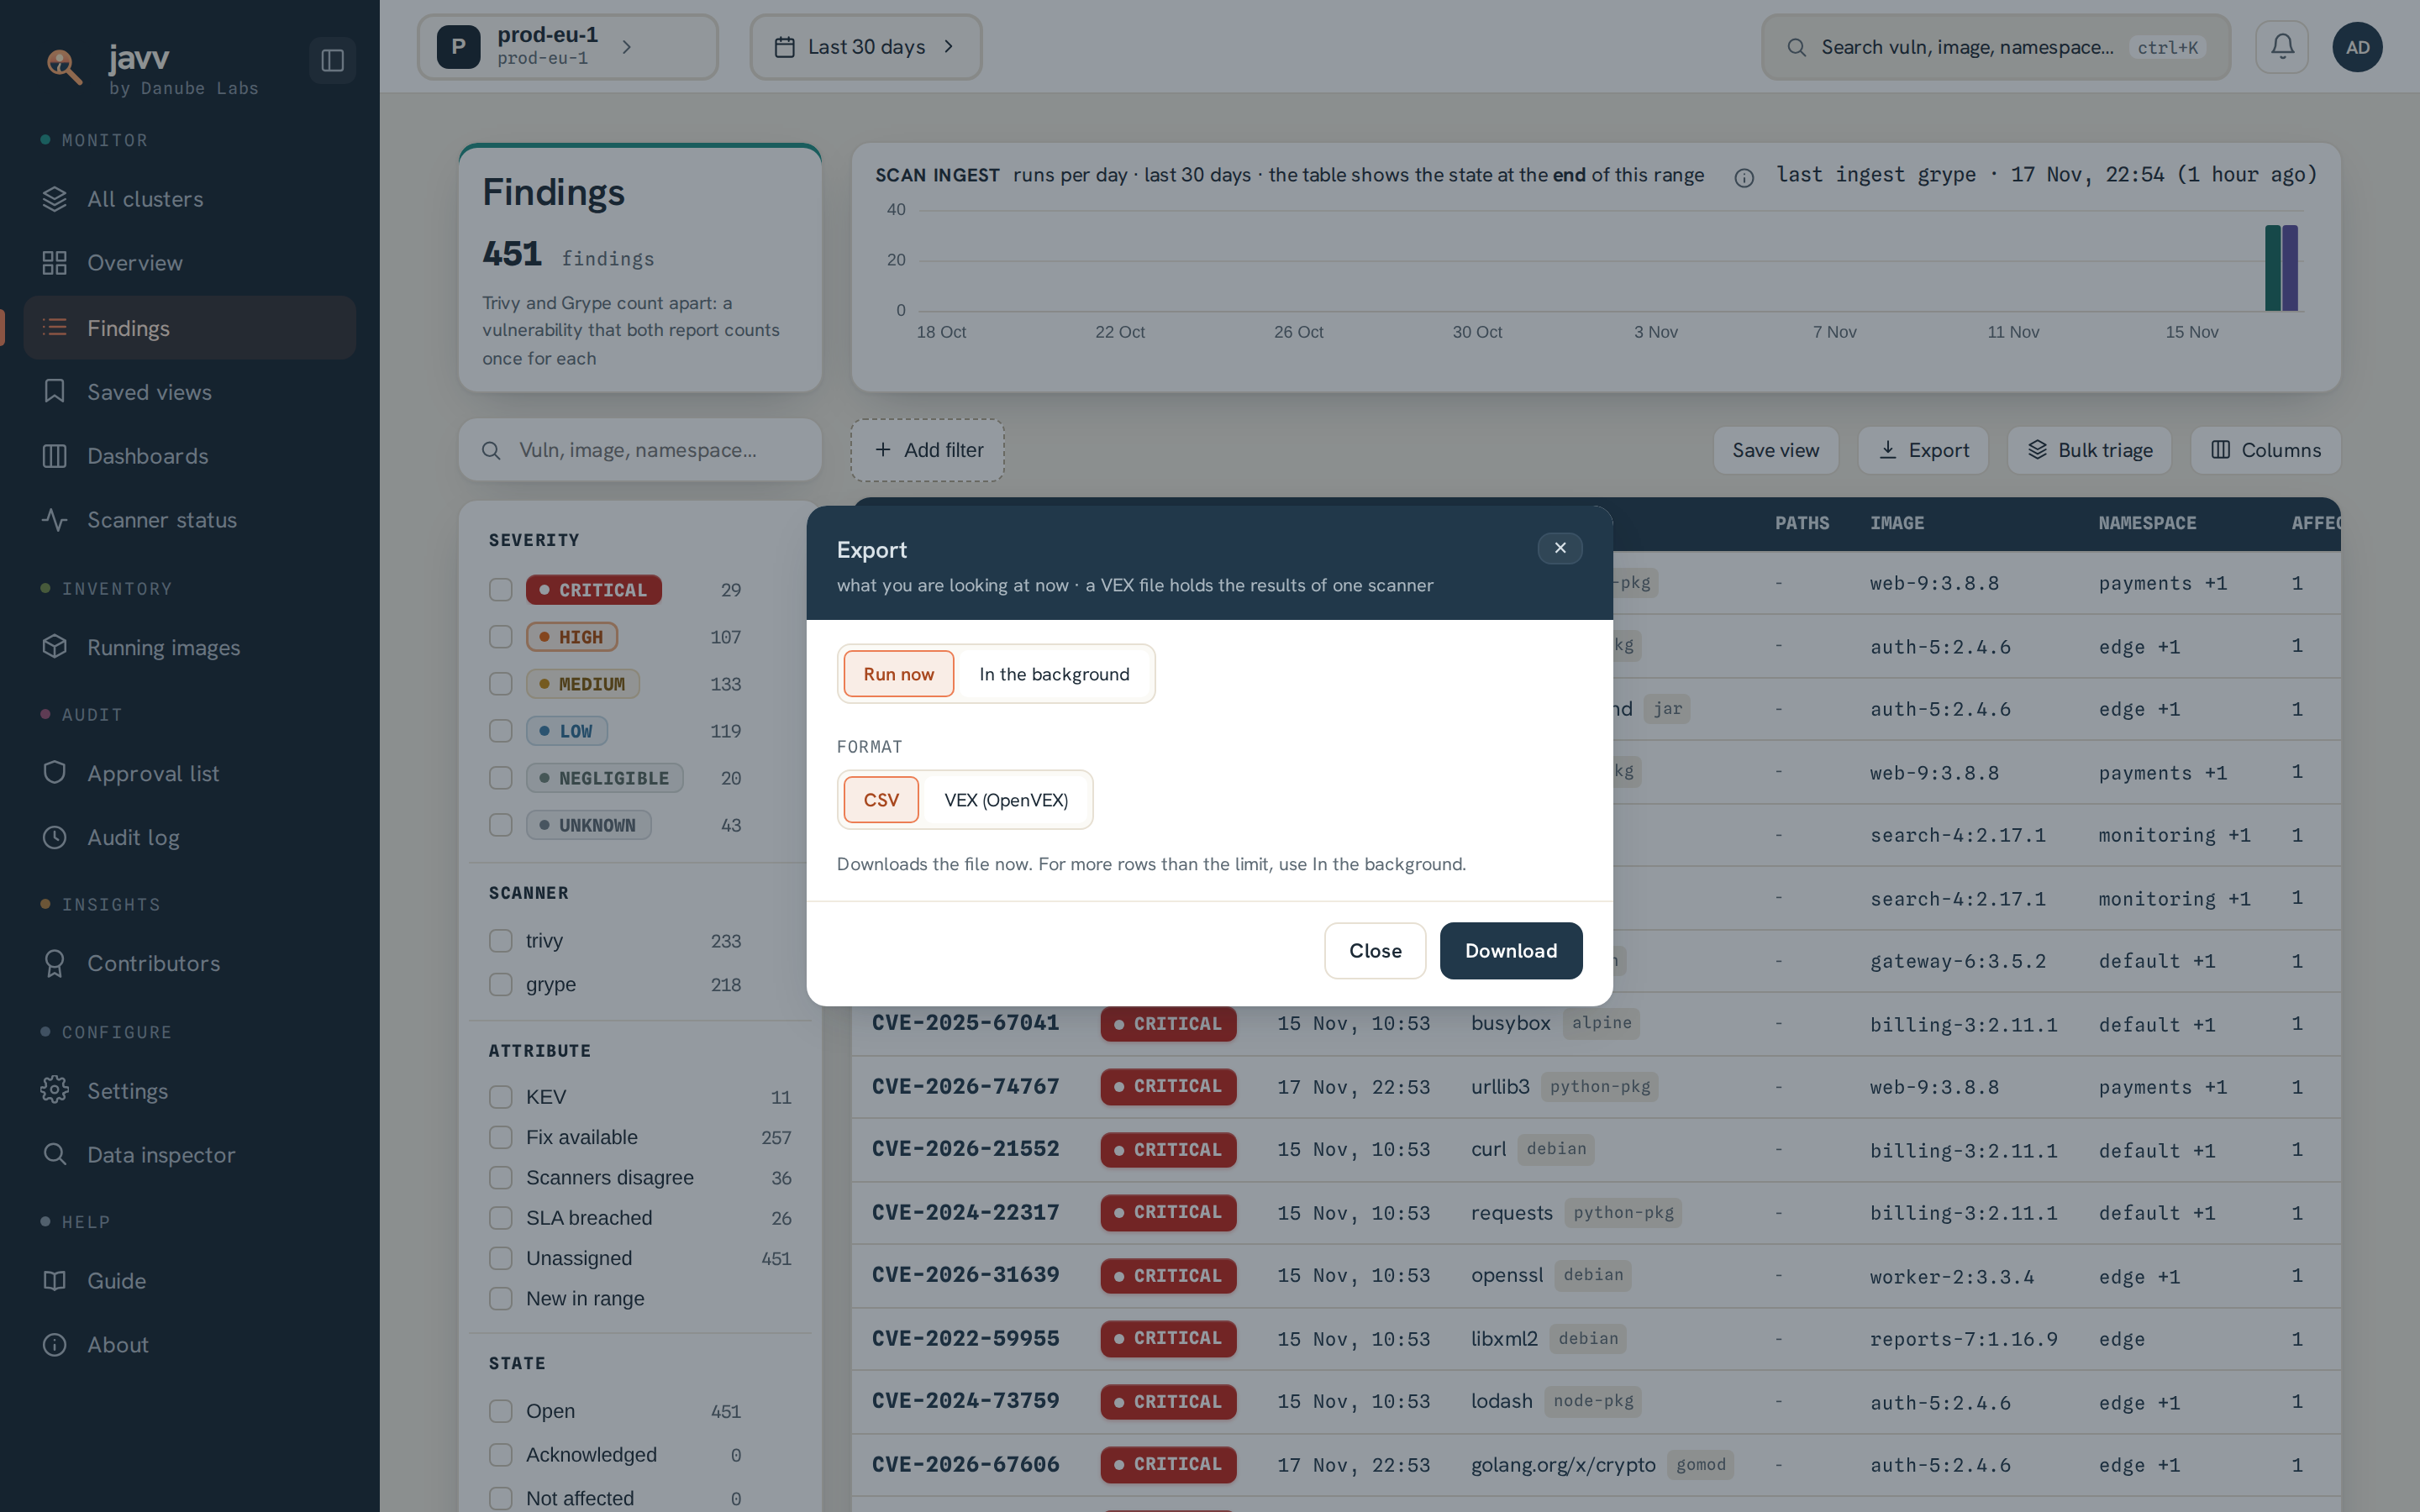 javv
by Danube Labs
MONITOR
All clusters
Overview
Findings
Saved views
Dashboards
Scanner status
INVENTORY
Running images
AUDIT
Approval list
Audit log
INSIGHTS
Contributors
CONFIGURE
Settings
Data inspector
HELP
Guide
About
P
prod-eu-1
prod-eu-1
Last 30 days
Search vuln, image, namespace...
ctrl+K
AD
Findings
451 findings
Trivy and Grype count apart: a
vulnerability that both report counts
once for each
SCAN INGEST runs per day · last 30 days · the table shows the state at the end of this range
last ingest grype · 17 Nov, 22:54 (1 hour ago)
40
20
0
18 Oct 22 Oct 26 Oct 30 Oct 3 Nov 7 Nov 11 Nov 15 Nov
Vuln, image, namespace...
Add filter
Save view
Export
Bulk triage
Columns
SEVERITY
CRITICAL 29
HIGH 107
MEDIUM 133
LOW 119
NEGLIGIBLE 20
UNKNOWN 43
SCANNER
trivy 233
grype 218
ATTRIBUTE
KEV 11
Fix available 257
Scanners disagree 36
SLA breached 26
Unassigned 451
New in range
STATE
Open 451
Acknowledged 0
Not affected 0
Export
what you are looking at now · a VEX file holds the results of one scanner
Run now In the background
FORMAT
CSV VEX (OpenVEX)
Downloads the file now. For more rows than the limit, use In the background.
Close Download
PATHS IMAGE NAMESPACE
-pkg - web-9:3.8.8 payments +1 1
kg - auth-5:2.4.6 edge +1 1
jar - auth-5:2.4.6 edge +1 1
kg - web-9:3.8.8 payments +1 1
- search-4:2.17.1 monitoring +1 1
- search-4:2.17.1 monitoring +1 1
- gateway-6:3.5.2 default +1 1
CVE-2025-67041 CRITICAL 15 Nov, 10:53 busybox alpine - billing-3:2.11.1 default +1 1
CVE-2026-74767 CRITICAL 17 Nov, 22:53 urllib3 python-pkg - web-9:3.8.8 payments +1 1
CVE-2026-21552 CRITICAL 15 Nov, 10:53 curl debian - billing-3:2.11.1 default +1 1
CVE-2024-22317 CRITICAL 15 Nov, 10:53 requests python-pkg - billing-3:2.11.1 default +1 1
CVE-2026-31639 CRITICAL 15 Nov, 10:53 openssl debian - worker-2:3.3.4 edge +1 1
CVE-2022-59955 CRITICAL 15 Nov, 10:53 libxml2 debian - reports-7:1.16.9 edge 1
CVE-2024-73759 CRITICAL 15 Nov, 10:53 lodash node-pkg - auth-5:2.4.6 edge +1 1
CVE-2026-67606 CRITICAL 17 Nov, 22:53 golang.org/x/crypto gomod - auth-5:2.4.6 edge +1 1